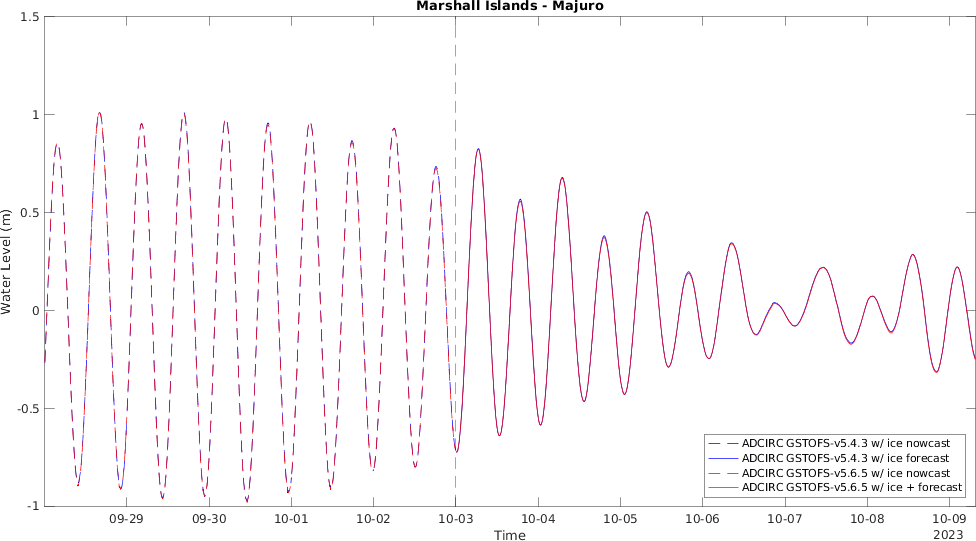 Marshall Islands - Majuro
1.5
1
0.5
0
-0.5
-1
Water Level (m)
ADCIRC GSTOFS-v5.4.3 w/ ice nowcast
ADCIRC GSTOFS-v5.4.3 w/ ice forecast
ADCIRC GSTOFS-v5.6.5 w/ ice nowcast
ADCIRC GSTOFS-v5.6.5 w/ ice + forecast
09-29 09-30 10-01 10-02 10-03 10-04 10-05 10-06 10-07 10-08 10-09
Time 2023